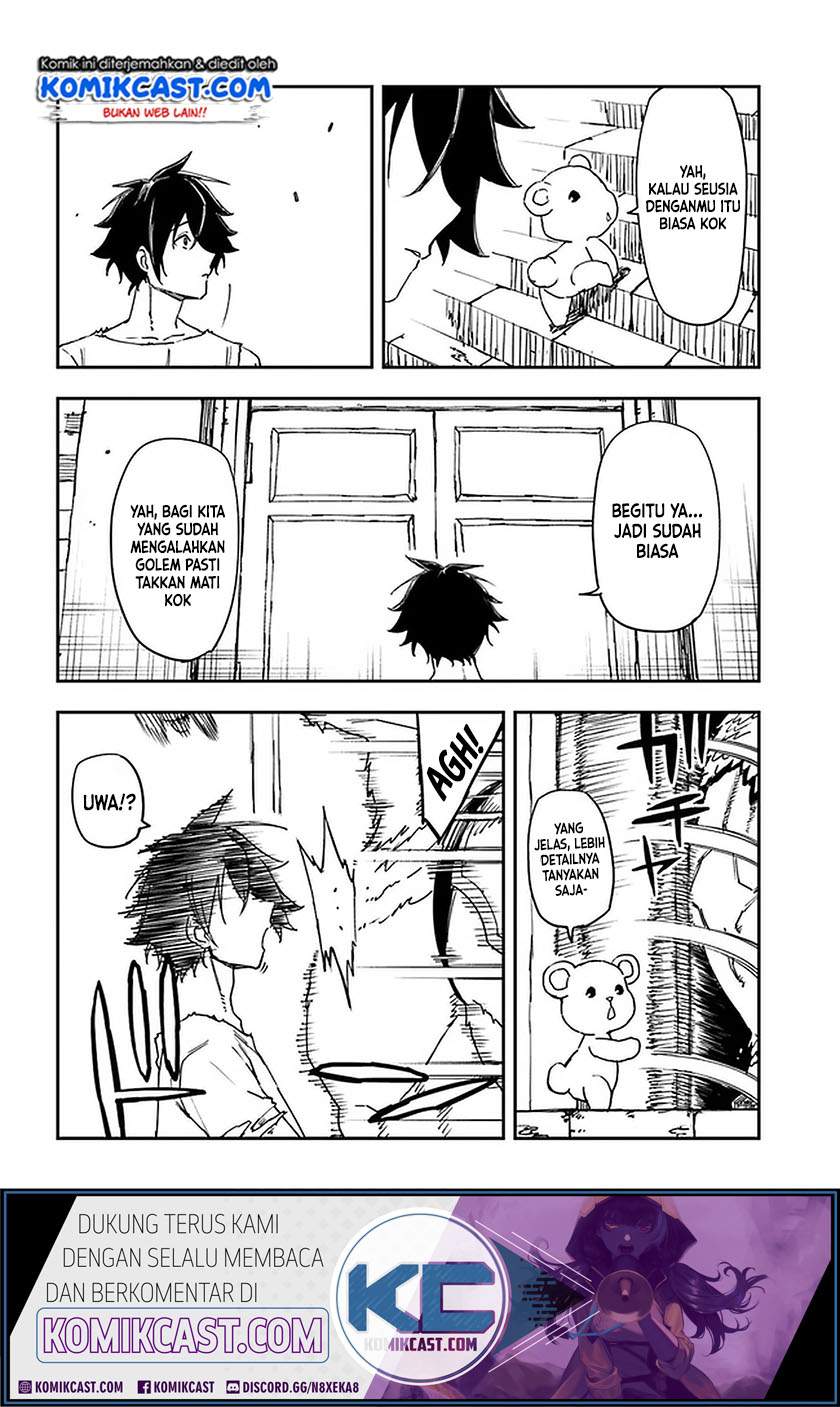 Komik ini diterjemahkan & diedit oleh
KOMIKCAST.COM
BUKAN WEB LAIN!!
YAH,
KALAU SEUSIA
DENGANMU ITU
BIASA KOK
BEGITU YA...
JADI SUDAH
BIASA
YAH, BAGI KITA
YANG SUDAH
MENGALAHKAN
GOLEM PASTI
TAKKAN MATI
KOK
YANG
JELAS, LEBIH
DETAILNYA
TANYAKAN
SAJA-
AGH!
UWA!?
DUKUNG TERUS KAMI
DENGAN SELALU MEMBACA
DAN BERKOMENTAR DI
KOMIKCAST.COM
KC
KOMIKCAST.COM
KOMIKCAST.COM KOMIKCAST DISCORD.GG/N8XEKA8